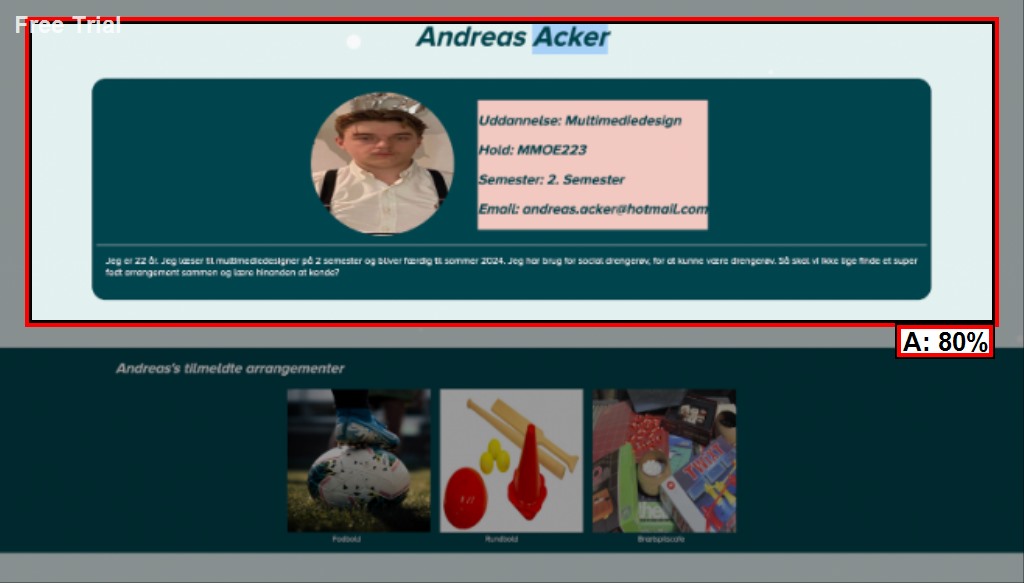 Free Trial
Andreas Acker
Uddannelse: Multimediedesign
Hold: MMOE223
Semester: 2. Semester
Email: andreas.acker@hotmail.com
Jeg er 22 år. Jeg læser til multimediedesigner på 2 semester og bliver færdig til sommer 2024. Jeg har brug for social drengerøv, for at kunne være drengerøv. Så skal vi ikke lige finde et super
fedt arrangement sammen og lære hinanden at kende?
A: 80%
Andreas's tilmeldte arrangementer
Fodbold
Rundbold
Brætspilscafe